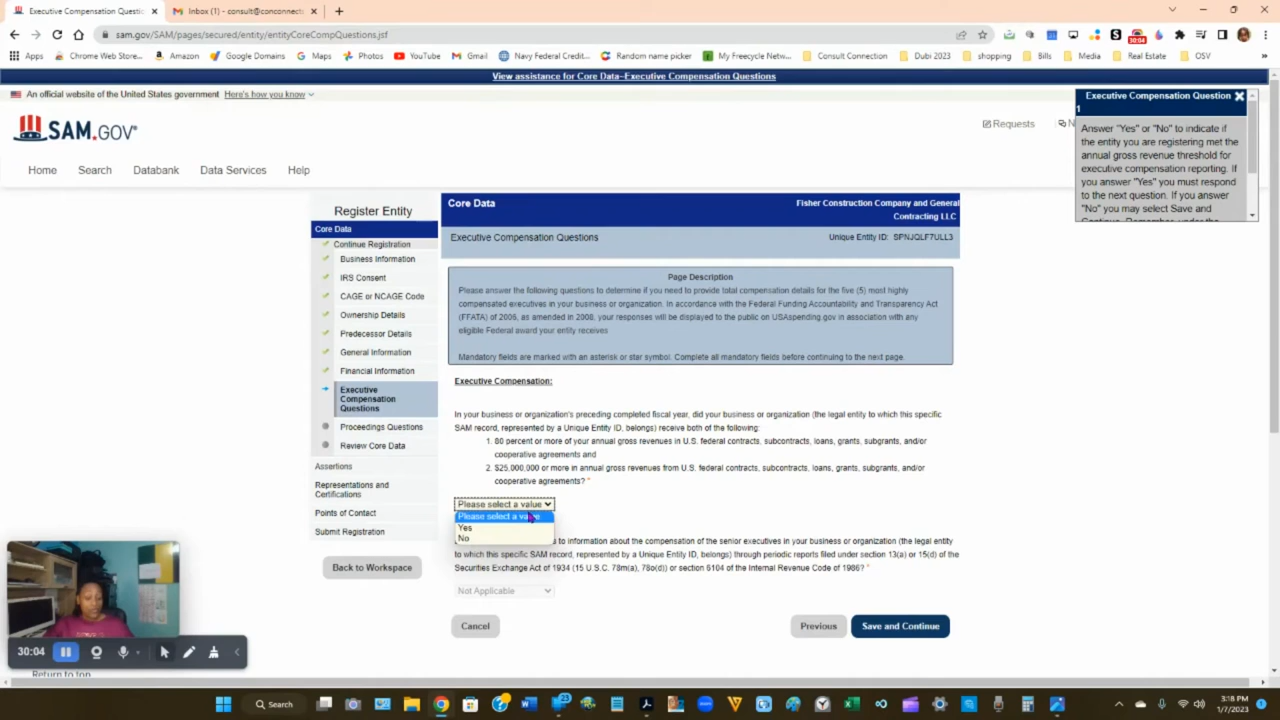 Executive Compensation Questio
Inbox (1) - consult@conconnects
sam.gov/SAM/pages/secured/entity/entityCoreCompQuestions.jsf
30:04
Apps
Chrome Web Store...
Amazon
Google Domains
Maps
Photos
YouTube
Gmail
Navy Federal Credit...
Random name picker
My Freecycle Netw...
Consult Connection
Dubi 2023
shopping
Bills
Media
Real Estate
OSV
View assistance for Core Data–Executive Compensation Questions
An official website of the United States government Here's how you know
SAM.GOV®
Requests
N
Home
Search
Databank
Data Services
Help
Executive Compensation Question
1
Answer "Yes" or "No" to indicate if
the entity you are registering met the
annual gross revenue threshold for
executive compensation reporting. If
you answer "Yes" you must respond
to the next question. If you answer
"No" you may select Save and
Continue. Remember, under the
Register Entity
Core Data
Continue Registration
Business Information
IRS Consent
CAGE or NCAGE Code
Ownership Details
Predecessor Details
General Information
Financial Information
Executive
Compensation
Questions
Proceedings Questions
Review Core Data
Assertions
Representations and
Certifications
Points of Contact
Submit Registration
Back to Workspace
Core Data
Fisher Construction Company and General
Contracting LLC
Executive Compensation Questions
Unique Entity ID: SPNJQLF7ULL3
Page Description
Please answer the following questions to determine if you need to provide total compensation details for the five (5) most highly
compensated executives in your business or organization. In accordance with the Federal Funding Accountability and Transparency Act
(FFATA) of 2006, as amended in 2008, your responses will be displayed to the public on USAspending.gov in association with any
eligible Federal award your entity receives
Mandatory fields are marked with an asterisk or star symbol. Complete all mandatory fields before continuing to the next page.
Executive Compensation:
In your business or organization's preceding completed fiscal year, did your business or organization (the legal entity to which this specific
SAM record, represented by a Unique Entity ID, belongs) receive both of the following:
1. 80 percent or more of your annual gross revenues in U.S. federal contracts, subcontracts, loans, grants, subgrants, and/or
cooperative agreements and
2. $25,000,000 or more in annual gross revenues from U.S. federal contracts, subcontracts, loans, grants, subgrants, and/or
cooperative agreements? *
Please select a value
Please select a value
Yes
No
to information about the compensation of the senior executives in your business or organization (the legal entity
to which this specific SAM record, represented by a Unique Entity ID, belongs) through periodic reports filed under section 13(a) or 15(d) of the
Securities Exchange Act of 1934 (15 U.S.C. 78m(a), 78o(d)) or section 6104 of the Internal Revenue Code of 1986? *
Not Applicable
Cancel
Previous
Save and Continue
30:04
Return to top
Search
23
3:18 PM
1/7/2023